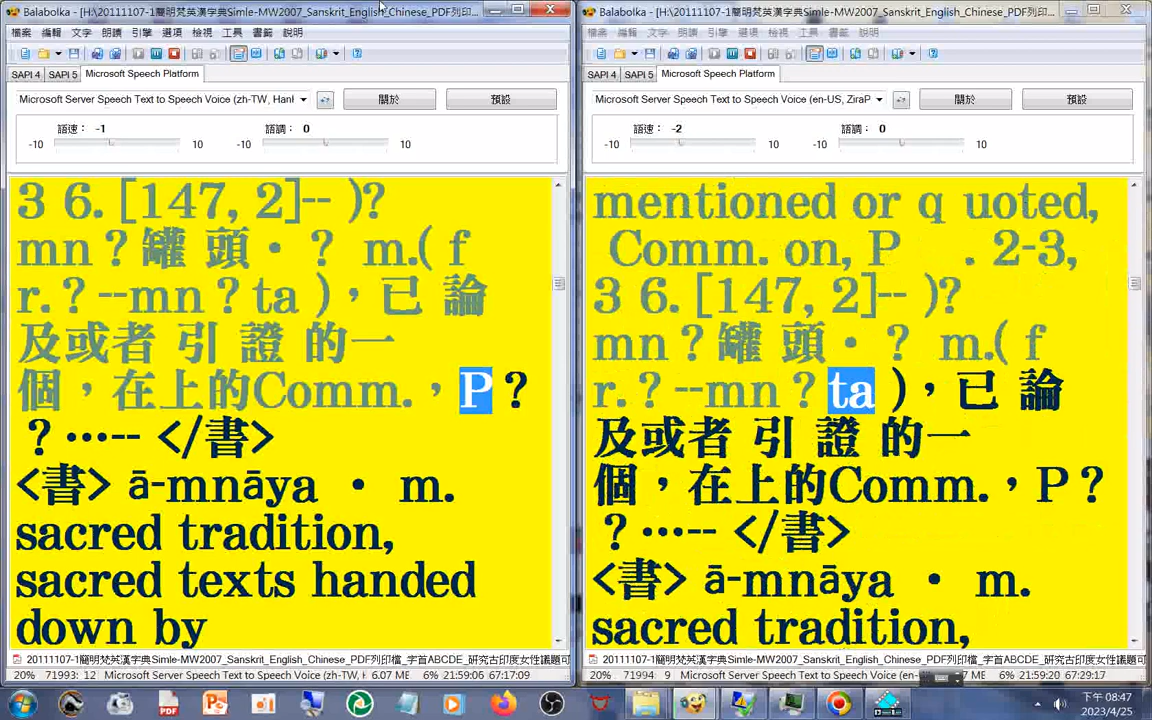 Balabolka - [H:\20111107-1簡明梵英漢字典Simle-MW2007_Sanskrit_English_Chinese_PDF列印...
檔案 編輯 文字 朗讀 引擎 選項 檢視 工具 書籤 說明
SAPI 4 SAPI 5 Microsoft Speech Platform
Microsoft Server Speech Text to Speech Voice (zh-TW, Hanl 關於 預設
語速： -1 語調： 0
-10 10 -10 10
3 6. [147, 2]-- )?
mn？罐 頭・？ m.( f
r.？--mn？ta )，已 論
及或者 引 證 的一
個，在上的Comm.，P？
？…-- </書>
<書> ā-mnāya ・ m.
sacred tradition,
sacred texts handed
down by
20111107-1簡明梵英漢字典Simle-MW2007_Sanskrit_English_Chinese_PDF列印檔_字首ABCDE_研究古印度女性議題可
20% 71993: 12 Microsoft Server Speech Text to Speech Voice (zh-TW, H 6.07 MB 6% 21:59:06 67:17:09
Balabolka - [H:\20111107-1簡明梵英漢字典Simle-MW2007_Sanskrit_English_Chinese_PDF列印...
檔案 編輯 文字 朗讀 引擎 選項 檢視 工具 書籤 說明
SAPI 4 SAPI 5 Microsoft Speech Platform
Microsoft Server Speech Text to Speech Voice (en-US, ZiraP 關於 預設
語速： -2 語調： 0
-10 10 -10 10
mentioned or q uoted,
Comm. on, P . 2-3,
3 6. [147, 2]-- )?
mn？罐 頭・？ m.( f
r.？--mn？ta )，已 論
及或者 引 證 的一
個，在上的Comm.，P？
？…-- </書>
<書> ā-mnāya ・ m.
sacred tradition,
20111107-1簡明梵英漢字典Simle-MW2007_Sanskrit_English_Chinese_PDF列印檔_字首ABCDE_研究古印度女性議題可
20% 71994: 9 Microsoft Server Speech Text to Speech Voice (en-US, 6% 21:59:20 67:29:17
下午 08:47
2023/4/25